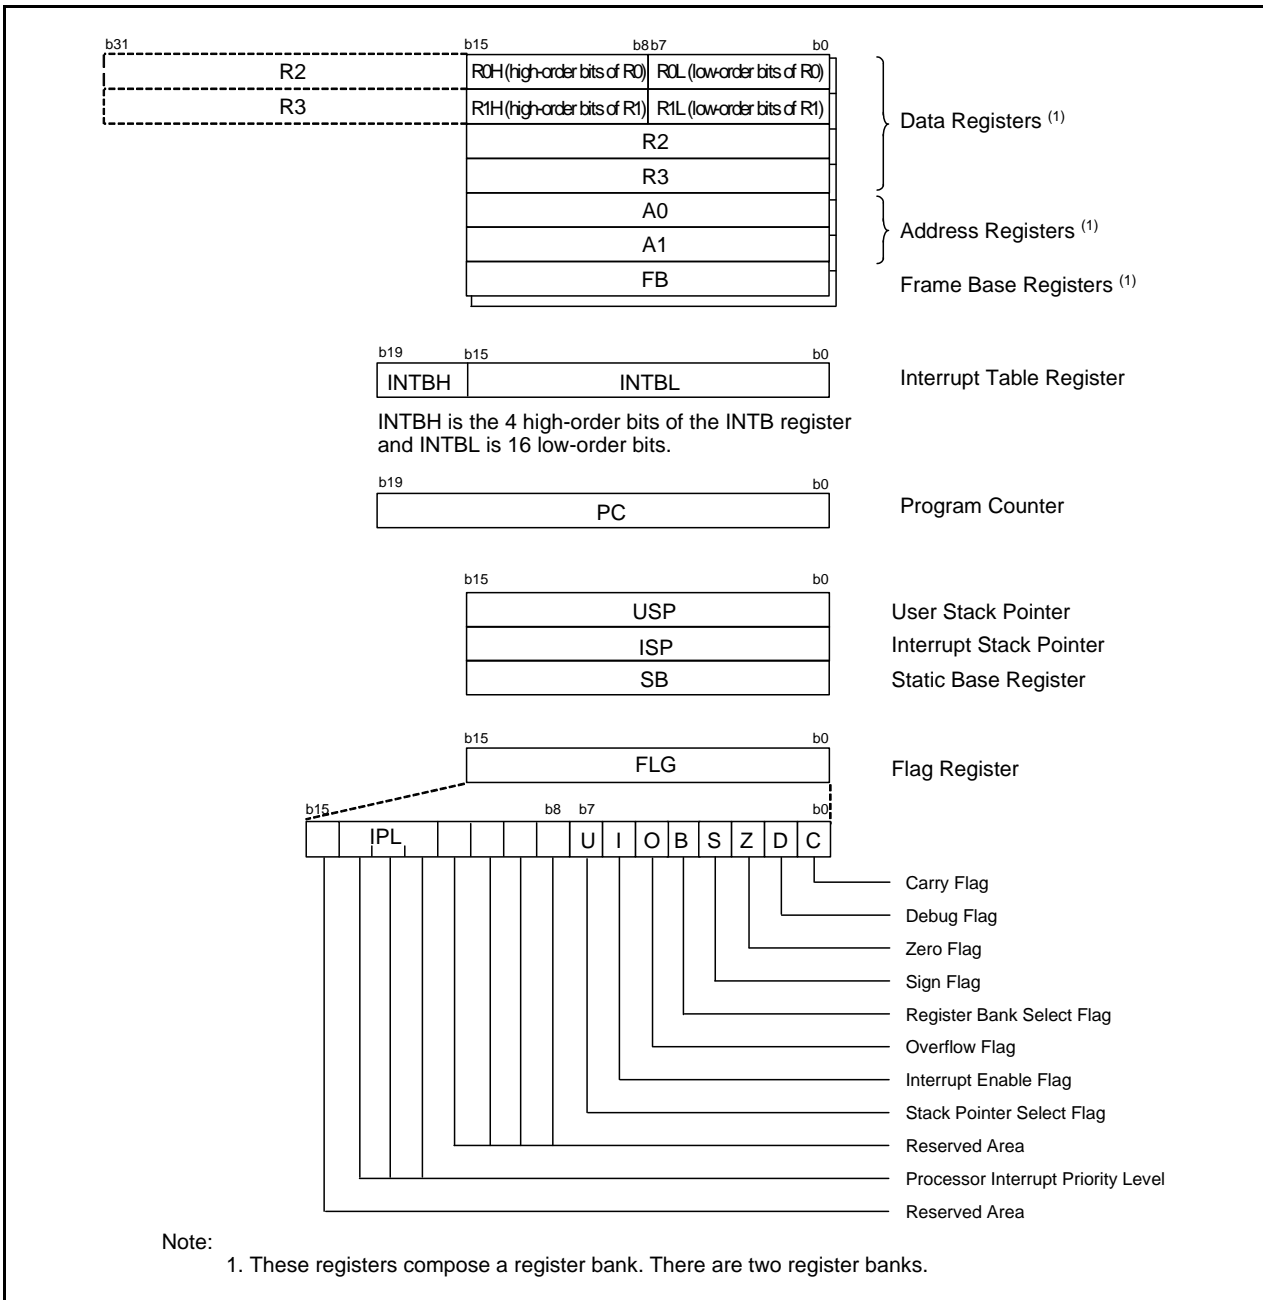 b31 b15 b8 b7 b0
R2 R0H (high-order bits of R0) R0L (low-order bits of R0)
R3 R1H (high-order bits of R1) R1L (low-order bits of R1)
Data Registers (1)
R2
R3
A0
A1
Address Registers (1)
FB Frame Base Registers (1)
b19 b15 b0
INTBH INTBL Interrupt Table Register
INTBH is the 4 high-order bits of the INTB register
and INTBL is 16 low-order bits.
b19 b0
PC Program Counter
b15 b0
USP User Stack Pointer
ISP Interrupt Stack Pointer
SB Static Base Register
b15 b0
FLG Flag Register
b15 b8 b7 b0
IPL U I O B S Z D C
Carry Flag
Debug Flag
Zero Flag
Sign Flag
Register Bank Select Flag
Overflow Flag
Interrupt Enable Flag
Stack Pointer Select Flag
Reserved Area
Processor Interrupt Priority Level
Reserved Area
Note:
1. These registers compose a register bank. There are two register banks.